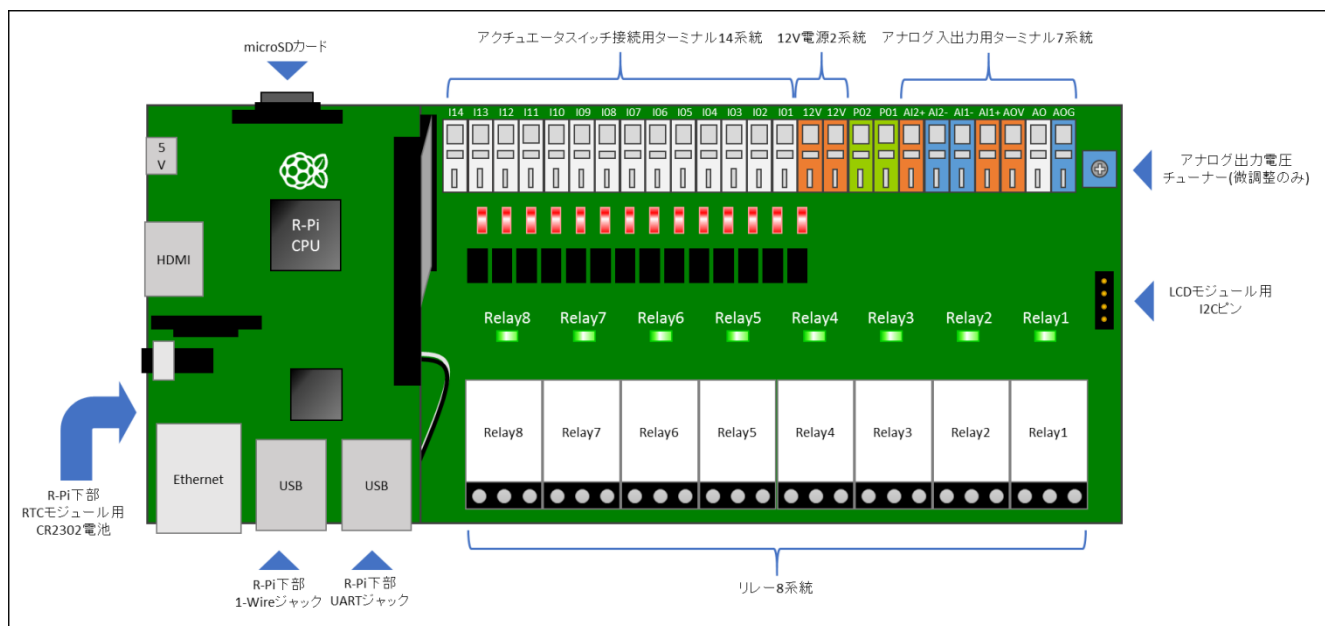 microSDカード
アクチュエータスイッチ接続用ターミナル14系統
12V電源2系統
アナログ入出力用ターミナル7系統
I14 I13 I12 I11 I10 I09 I08 I07 I06 I05 I04 I03 I02 I01 12V 12V P02 P01 AI2+ AI2- AI1- AI1+ AOV AO AOG
5
V
アナログ出力電圧
チューナー(微調整のみ)
R-Pi
CPU
HDMI
LCDモジュール用
I2Cピン
Relay8 Relay7 Relay6 Relay5 Relay4 Relay3 Relay2 Relay1
Relay8 Relay7 Relay6 Relay5 Relay4 Relay3 Relay2 Relay1
Ethernet
USB
USB
R-Pi下部
RTCモジュール用
CR2302電池
R-Pi下部
1-Wireジャック
R-Pi下部
UARTジャック
リレー8系統